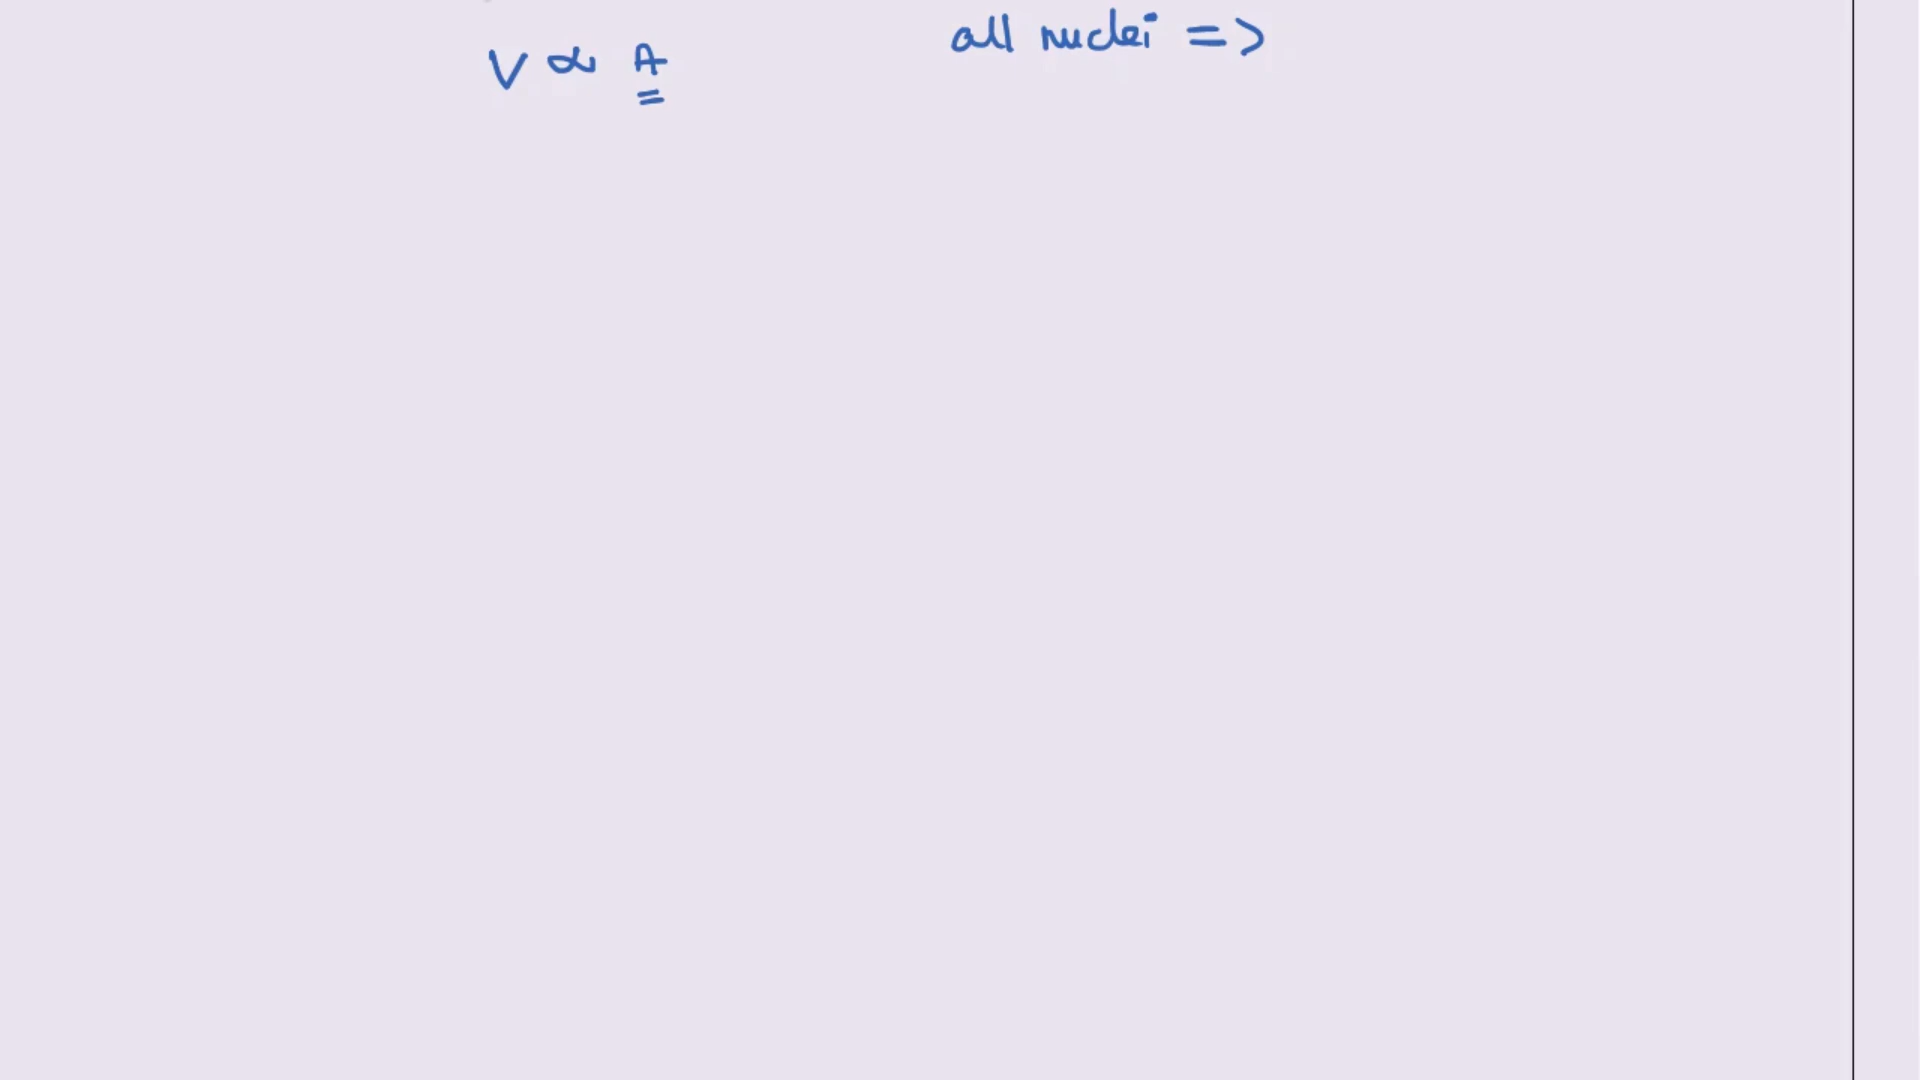 all nuclei =>
V ∝ A